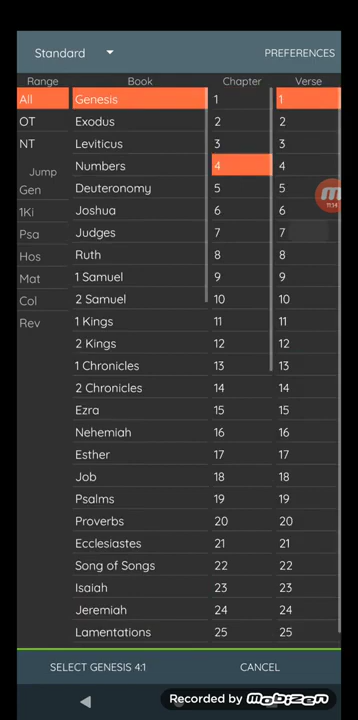 Standard PREFERENCES
Range Book Chapter Verse
All Genesis 1 1
OT Exodus 2 2
NT Leviticus 3 3
Jump Numbers 4 4
Gen Deuteronomy 5 5
1Ki Joshua 6 6
Psa Judges 7 7
Hos Ruth 8 8
Mat 1 Samuel 9 9
Col 2 Samuel 10 10
Rev 1 Kings 11 11
2 Kings 12 12
1 Chronicles 13 13
2 Chronicles 14 14
Ezra 15 15
Nehemiah 16 16
Esther 17 17
Job 18 18
Psalms 19 19
Proverbs 20 20
Ecclesiastes 21 21
Song of Songs 22 22
Isaiah 23 23
Jeremiah 24 24
Lamentations 25 25
SELECT GENESIS 4:1 CANCEL
Recorded by mobizen